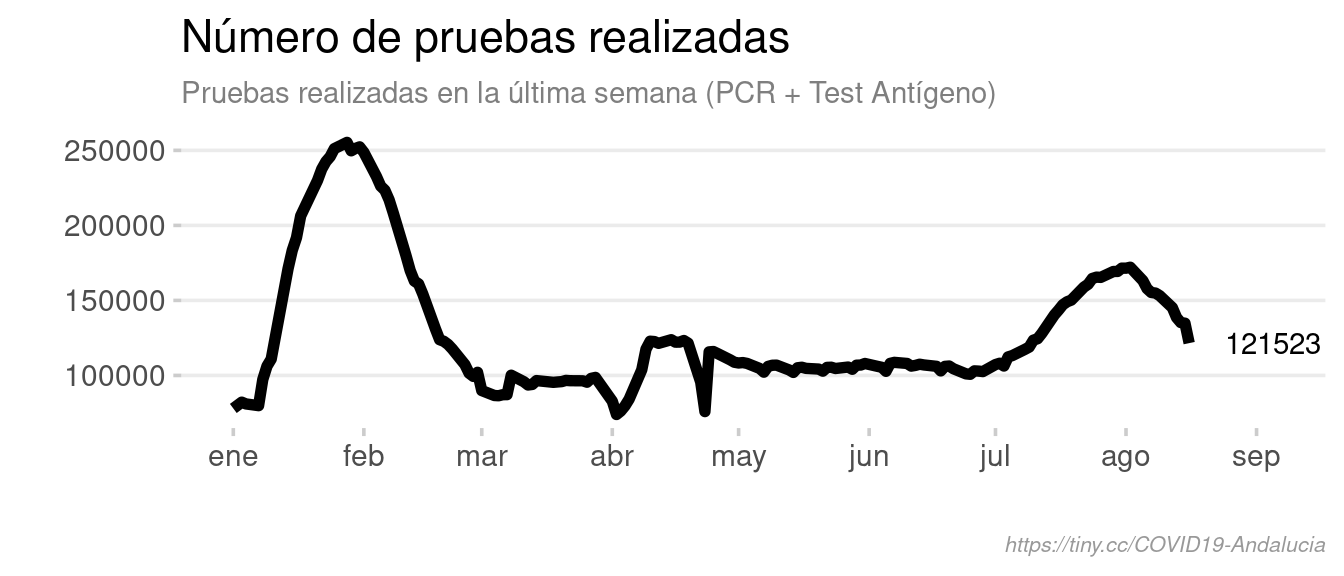 Número de pruebas realizadas
Pruebas realizadas en la última semana (PCR + Test Antígeno)
250000
200000
150000
100000
121523
ene feb mar abr may jun jul ago sep
https://tiny.cc/COVID19-Andalucia